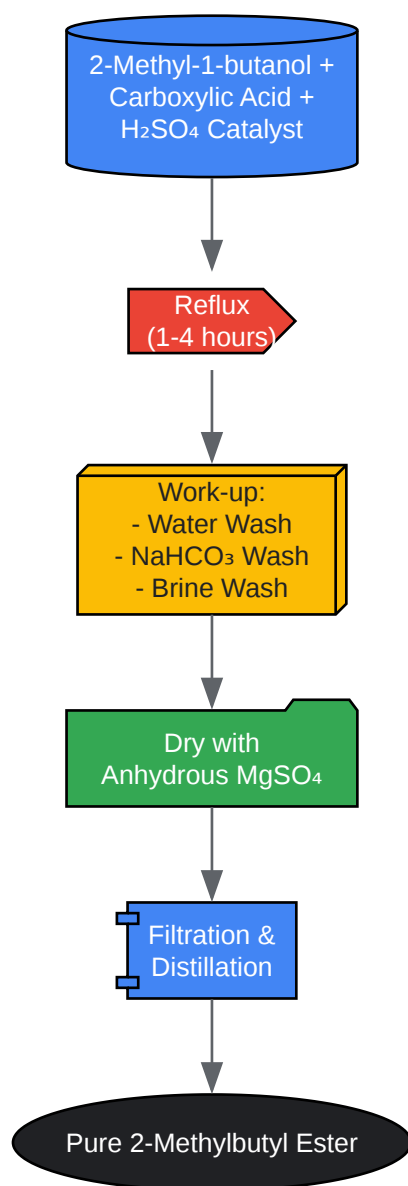 2-Methyl-1-butanol +
Carboxylic Acid +
H₂SO₄ Catalyst
Reflux
(1-4 hours)
Work-up:
- Water Wash
- NaHCO₃ Wash
- Brine Wash
Dry with
Anhydrous MgSO₄
Filtration &
Distillation
Pure 2-Methylbutyl Ester